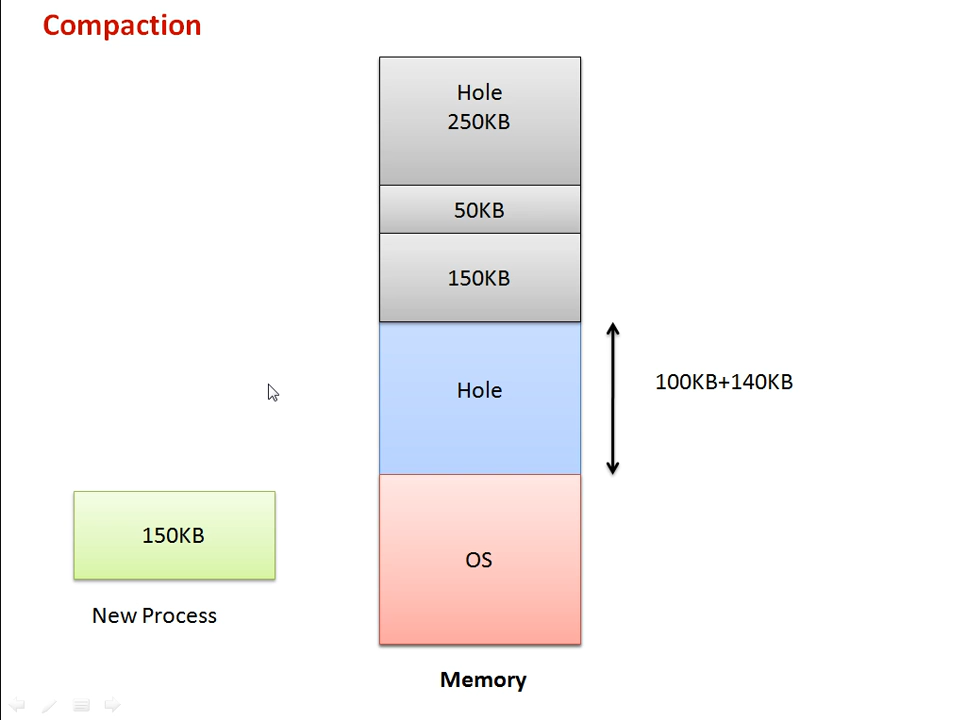 Compaction
Hole
250KB
50KB
150KB
Hole
100KB+140KB
150KB
OS
New Process
Memory